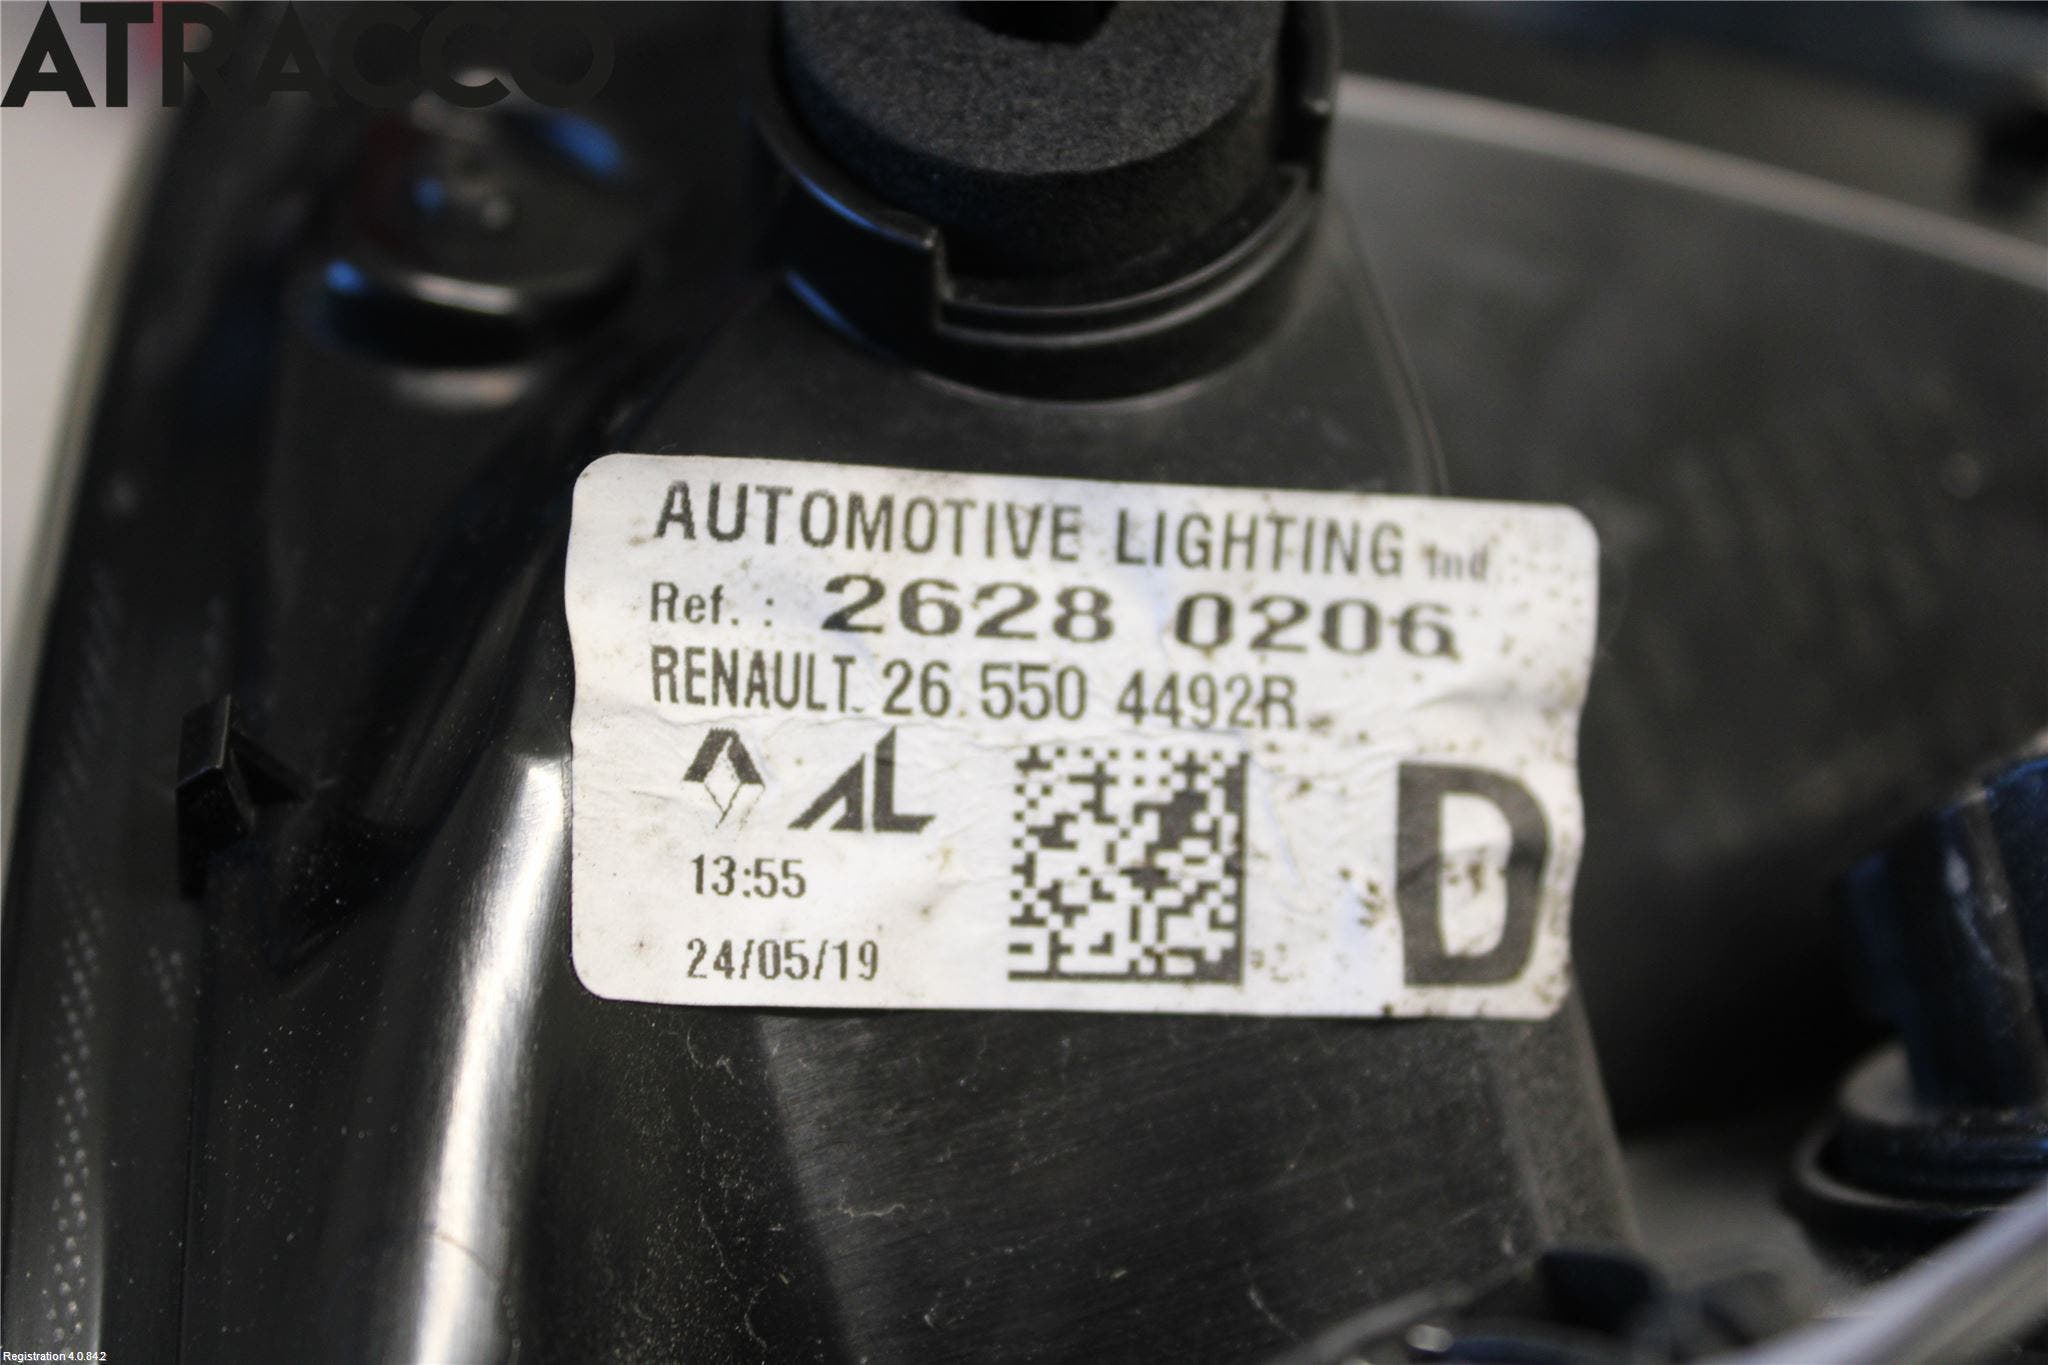 ATRACCO
AUTOMOTIVE LIGHTING Ind
Ref. : 2628 0206
RENAULT 26 550 4492R
AL
D
13:55
24/05/19
Registration 4.0.84.2